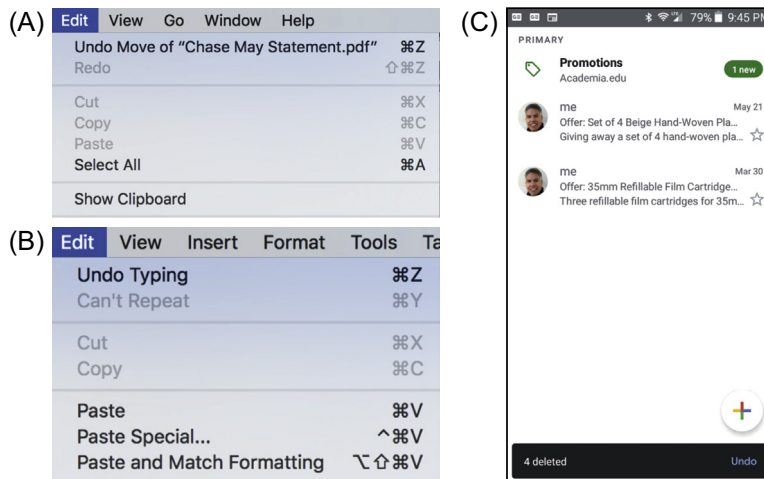 (A)
Edit View Go Window Help
Undo Move of “Chase May Statement.pdf” ⌘Z
Redo ⇧⌘Z
Cut ⌘X
Copy ⌘C
Paste ⌘V
Select All ⌘A
Show Clipboard
(B)
Edit View Insert Format Tools Ta
Undo Typing ⌘Z
Can't Repeat ⌘Y
Cut ⌘X
Copy ⌘C
Paste ⌘V
Paste Special... ^⌘V
Paste and Match Formatting ⌥⇧⌘V
(C)
79% 9:45 PM
PRIMARY
Promotions
Academia.edu
1 new
me May 21
Offer: Set of 4 Beige Hand-Woven Pla...
Giving away a set of 4 hand-woven pla...
me Mar 30
Offer: 35mm Refillable Film Cartridge...
Three refillable film cartridges for 35m...
4 deleted Undo